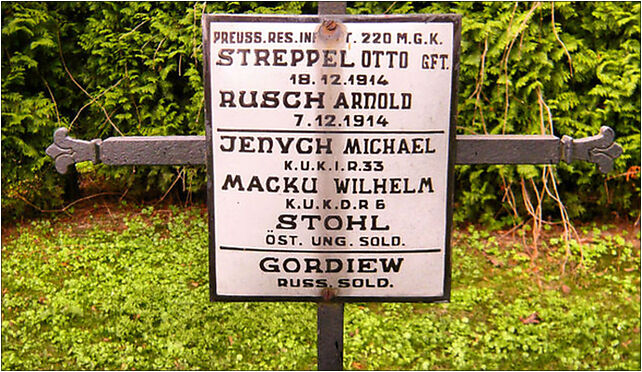 PREUSS. RES. INF. 220 M.G.K.
STREPPEL OTTO GFT.
18.12.1914
RUSCH ARNOLD
7.12.1914
JENYCH MICHAEL
K.U.K.I.R.33
MACKU WILHELM
K.U.K.D.R 6
STOHL
ÖST. UNG. SOLD.
GORDIEW
RUSS. SOLD.